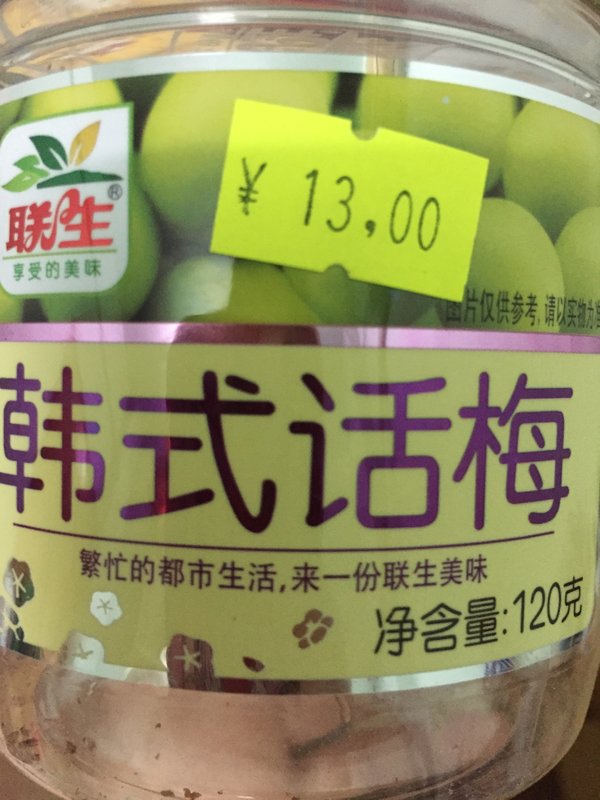 ¥ 13,00
联生®
享受的美味
图片仅供参考,请以实物为准
韩式话梅
繁忙的都市生活,来一份联生美味
净含量:120克